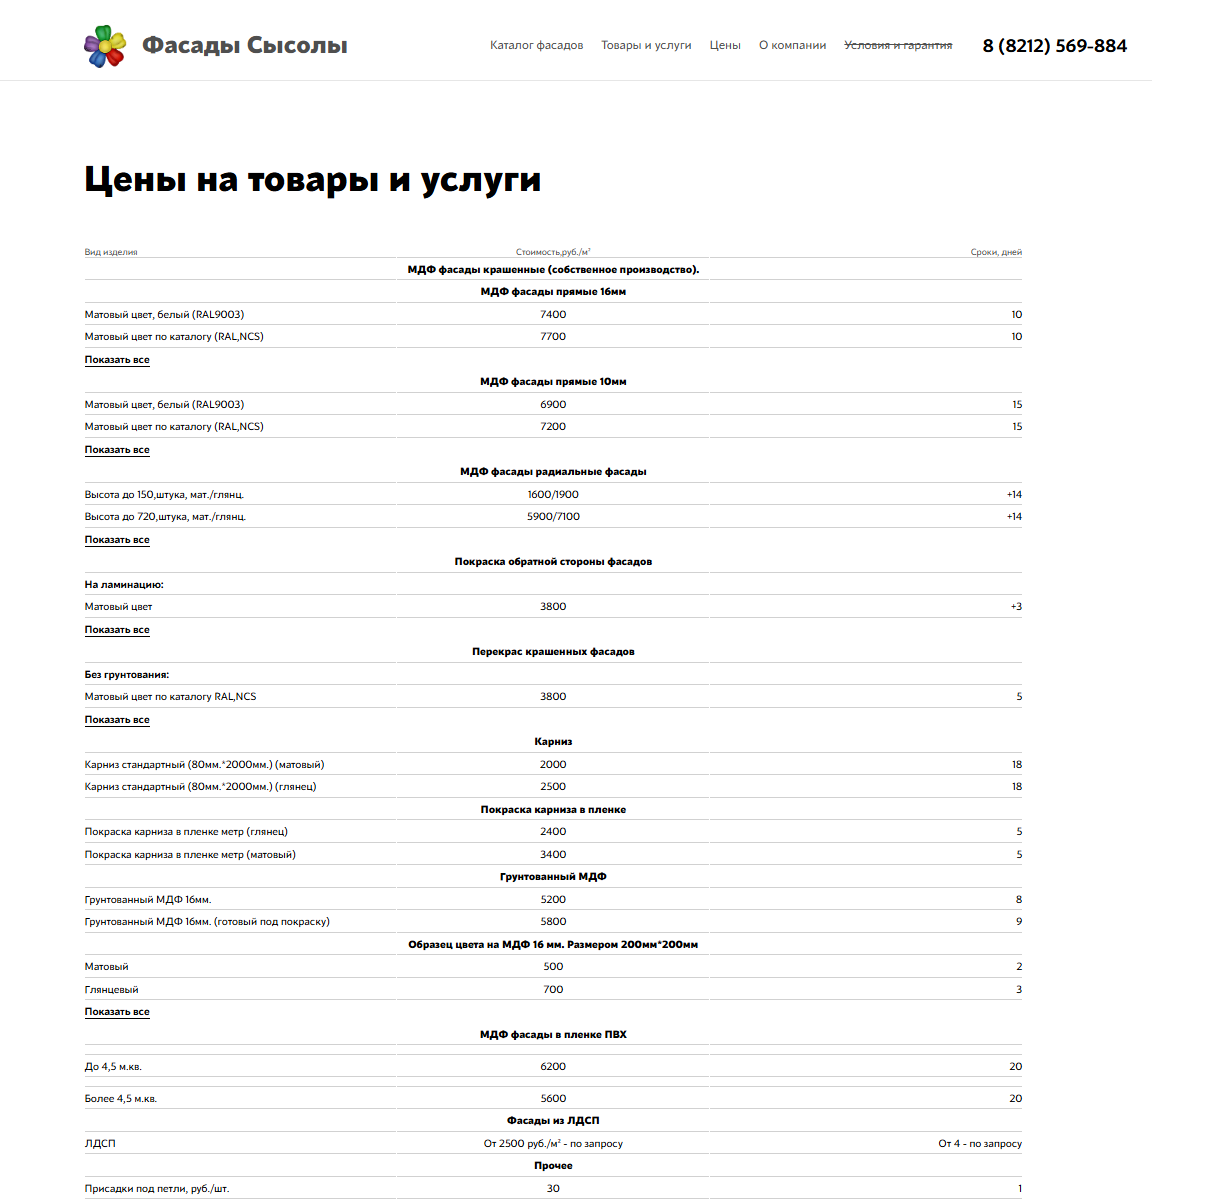 Фасады Сысолы
Каталог фасадов Товары и услуги Цены О компании Условия и гарантия 8 (8212) 569-884
Цены на товары и услуги
Вид изделия Стоимость,руб./м² Сроки, дней
МДФ фасады крашенные (собственное производство).
МДФ фасады прямые 16мм
Матовый цвет, белый (RAL9003) 7400 10
Матовый цвет по каталогу (RAL,NCS) 7700 10
Показать все
МДФ фасады прямые 10мм
Матовый цвет, белый (RAL9003) 6900 15
Матовый цвет по каталогу (RAL,NCS) 7200 15
Показать все
МДФ фасады радиальные фасады
Высота до 150,штука, мат./глянц. 1600/1900 +14
Высота до 720,штука, мат./глянц. 5900/7100 +14
Показать все
Покраска обратной стороны фасадов
На ламинацию:
Матовый цвет 3800 +3
Показать все
Перекрас крашенных фасадов
Без грунтования:
Матовый цвет по каталогу RAL,NCS 3800 5
Показать все
Карниз
Карниз стандартный (80мм.*2000мм.) (матовый) 2000 18
Карниз стандартный (80мм.*2000мм.) (глянец) 2500 18
Покраска карниза в пленке
Покраска карниза в пленке метр (глянец) 2400 5
Покраска карниза в пленке метр (матовый) 3400 5
Грунтованный МДФ
Грунтованный МДФ 16мм. 5200 8
Грунтованный МДФ 16мм. (готовый под покраску) 5800 9
Образец цвета на МДФ 16 мм. Размером 200мм*200мм
Матовый 500 2
Глянцевый 700 3
Показать все
МДФ фасады в пленке ПВХ
До 4,5 м.кв. 6200 20
Более 4,5 м.кв. 5600 20
Фасады из ЛДСП
ЛДСП От 2500 руб./м² - по запросу От 4 - по запросу
Прочее
Присадки под петли, руб./шт. 30 1